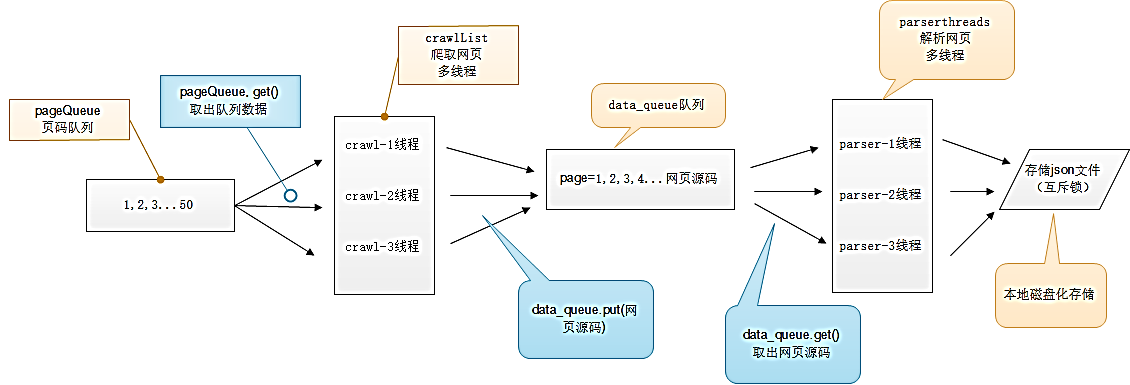 pageQueue
页码队列
1,2,3...50
pageQueue, get()
取出队列数据
crawlList
爬取网页
多线程
crawl-1线程
crawl-2线程
crawl-3线程
data_queue队列
page=1,2,3,4...网页源码
data_queue.put(网
页源码)
data_queue.get()
取出网页源码
parserthreads
解析网页
多线程
parser-1线程
parser-2线程
parser-3线程
存储json文件
（互斥锁）
本地磁盘化存储